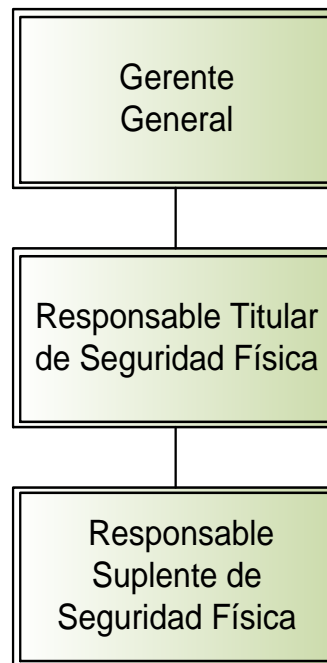 Gerente
General
Responsable Titular
de Seguridad Física
Responsable
Suplente de
Seguridad Física